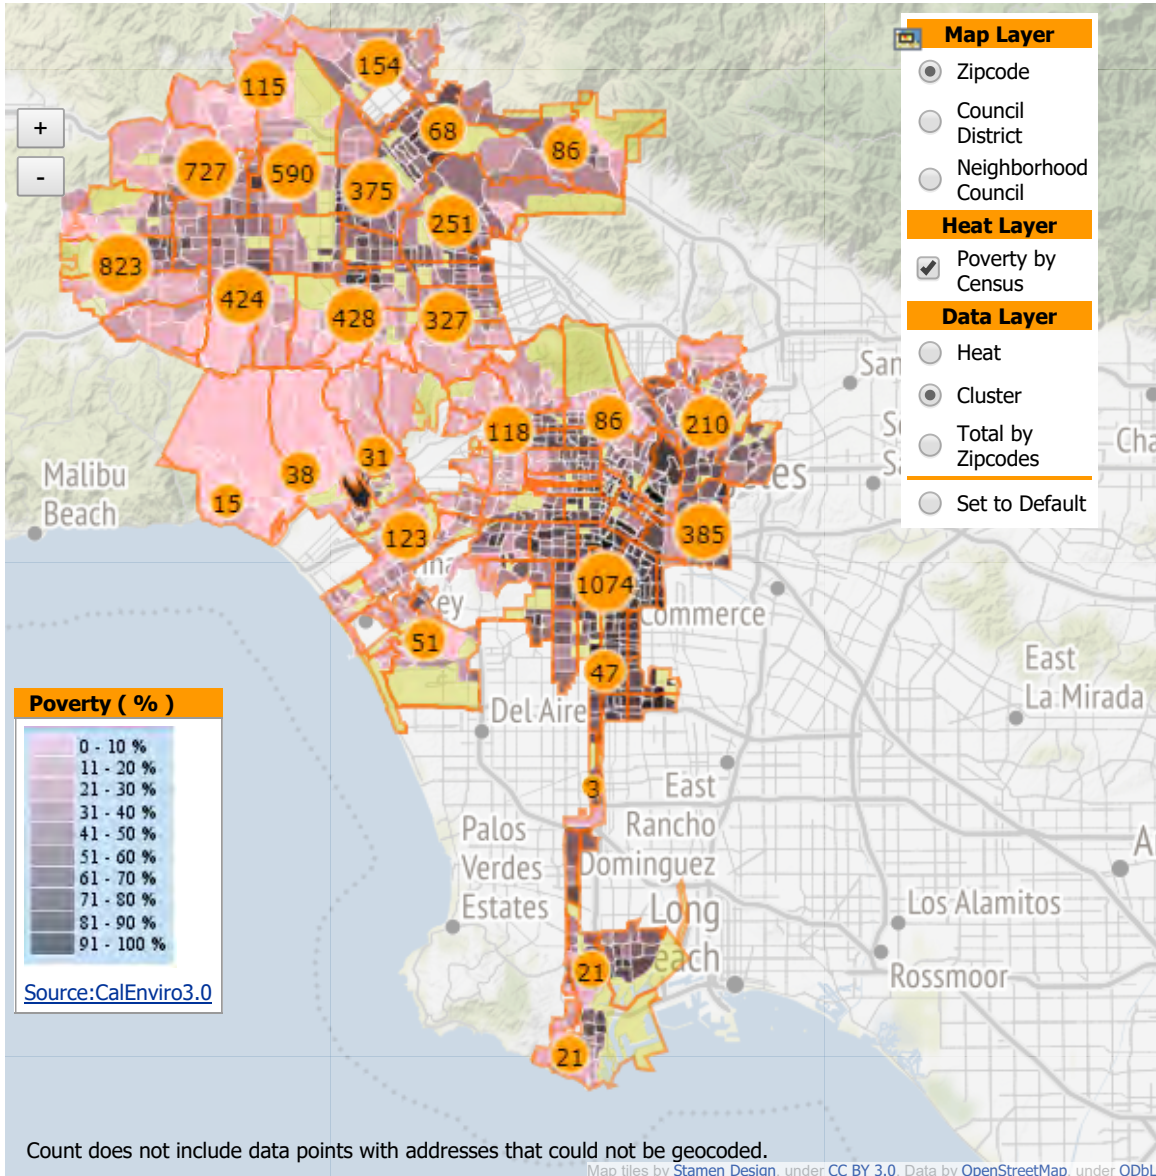 154
115
68
86
727
590
375
251
823
424
428
327
118
86
210
31
38
15
123
385
1074
51
47
3
21
21
+
-
Map Layer
Zipcode
Council
District
Neighborhood
Council
Heat Layer
Poverty by
Census
Data Layer
Heat
Cluster
Total by
Zipcodes
Set to Default
San
Cha
Malibu
Beach
ey
Commerce
East
La Mirada
Del Aire
East
Rancho
Dominguez
Palos
Verdes
Estates
Long
each
Los Alamitos
Rossmoor
A
Poverty ( % )
0 - 10 %
11 - 20 %
21 - 30 %
31 - 40 %
41 - 50 %
51 - 60 %
61 - 70 %
71 - 80 %
81 - 90 %
91 - 100 %
Source:CalEnviro3.0
Count does not include data points with addresses that could not be geocoded.
Map tiles by Stamen Design, under CC BY 3.0. Data by OpenStreetMap, under ODbL